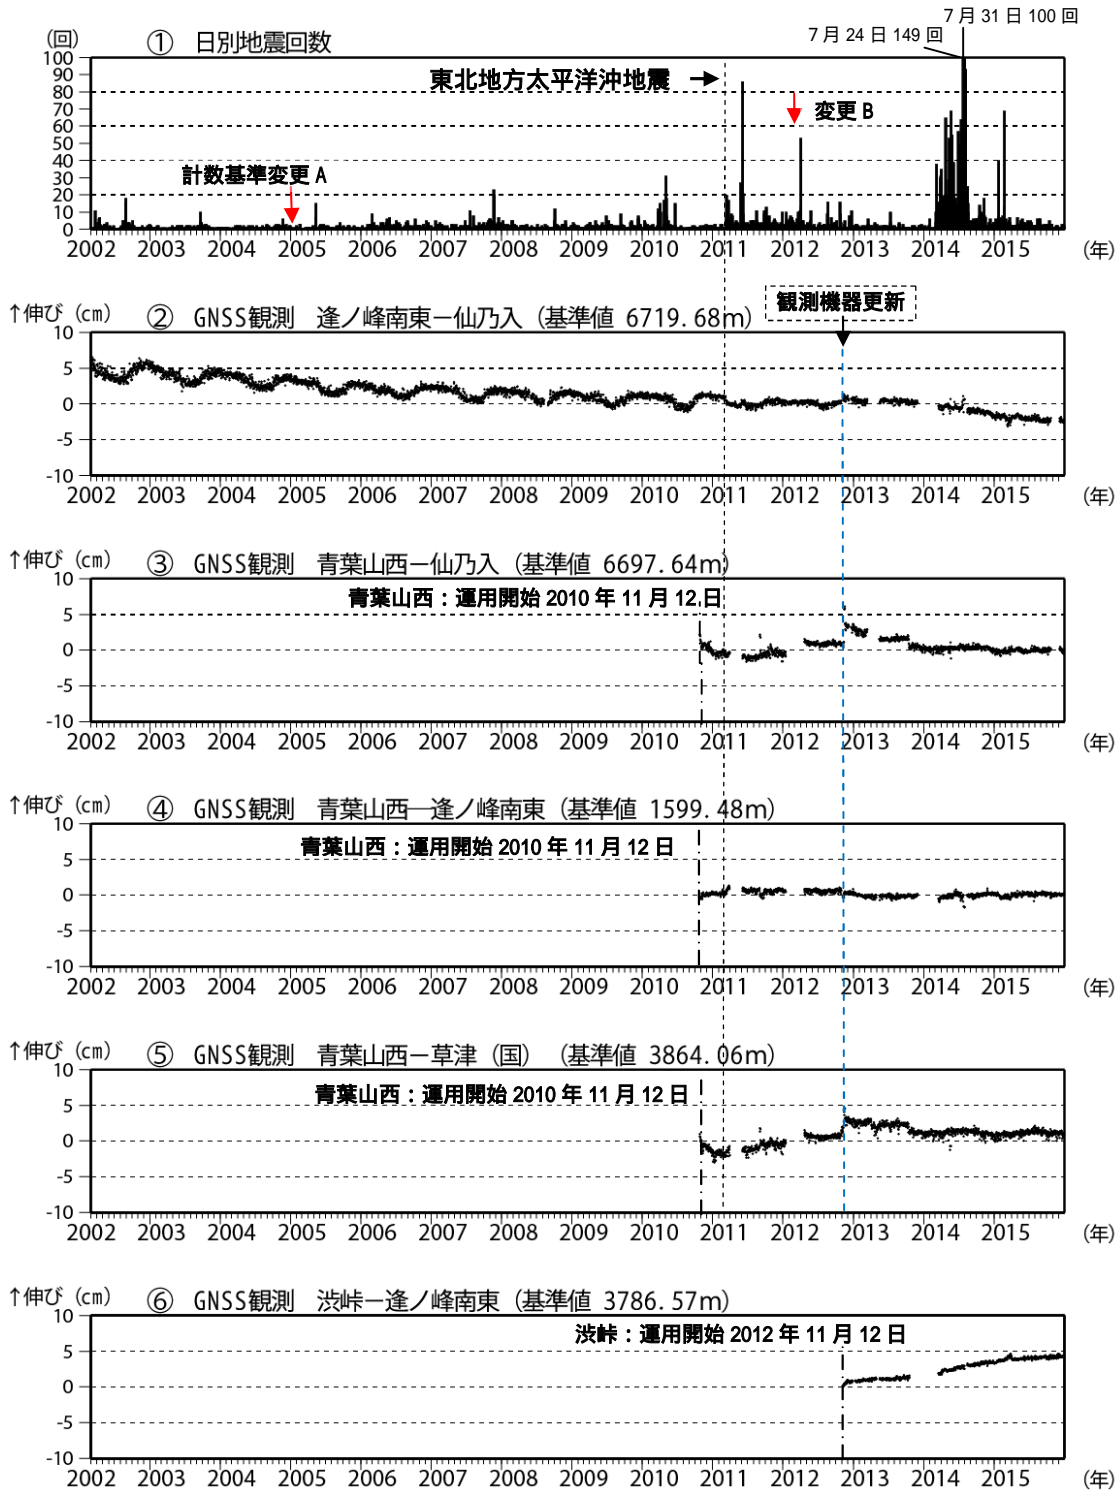 7月31日100回
7月24日149回
(回) ① 日別地震回数
100
90
80
70
60
50
40
30
20
10
0
東北地方太平洋沖地震 →
変更B
計数基準変更A
2002 2003 2004 2005 2006 2007 2008 2009 2010 2011 2012 2013 2014 2015 (年)
↑伸び(cm) ② GNSS観測 逢ノ峰南東－仙乃入(基準値 6719.68m)
観測機器更新
10
5
0
-5
-10
2002 2003 2004 2005 2006 2007 2008 2009 2010 2011 2012 2013 2014 2015 (年)
↑伸び(cm) ③ GNSS観測 青葉山西－仙乃入(基準値 6697.64m)
青葉山西：運用開始2010年11月12日
10
5
0
-5
-10
2002 2003 2004 2005 2006 2007 2008 2009 2010 2011 2012 2013 2014 2015 (年)
↑伸び(cm) ④ GNSS観測 青葉山西―逢ノ峰南東(基準値 1599.48m)
青葉山西：運用開始2010年11月12日
10
5
0
-5
-10
2002 2003 2004 2005 2006 2007 2008 2009 2010 2011 2012 2013 2014 2015 (年)
↑伸び(cm) ⑤ GNSS観測 青葉山西－草津(国) (基準値 3864.06m)
青葉山西：運用開始2010年11月12日
10
5
0
-5
-10
2002 2003 2004 2005 2006 2007 2008 2009 2010 2011 2012 2013 2014 2015 (年)
↑伸び(cm) ⑥ GNSS観測 渋峠－逢ノ峰南東(基準値 3786.57m)
渋峠：運用開始2012年11月12日
10
5
0
-5
-10
2002 2003 2004 2005 2006 2007 2008 2009 2010 2011 2012 2013 2014 2015 (年)